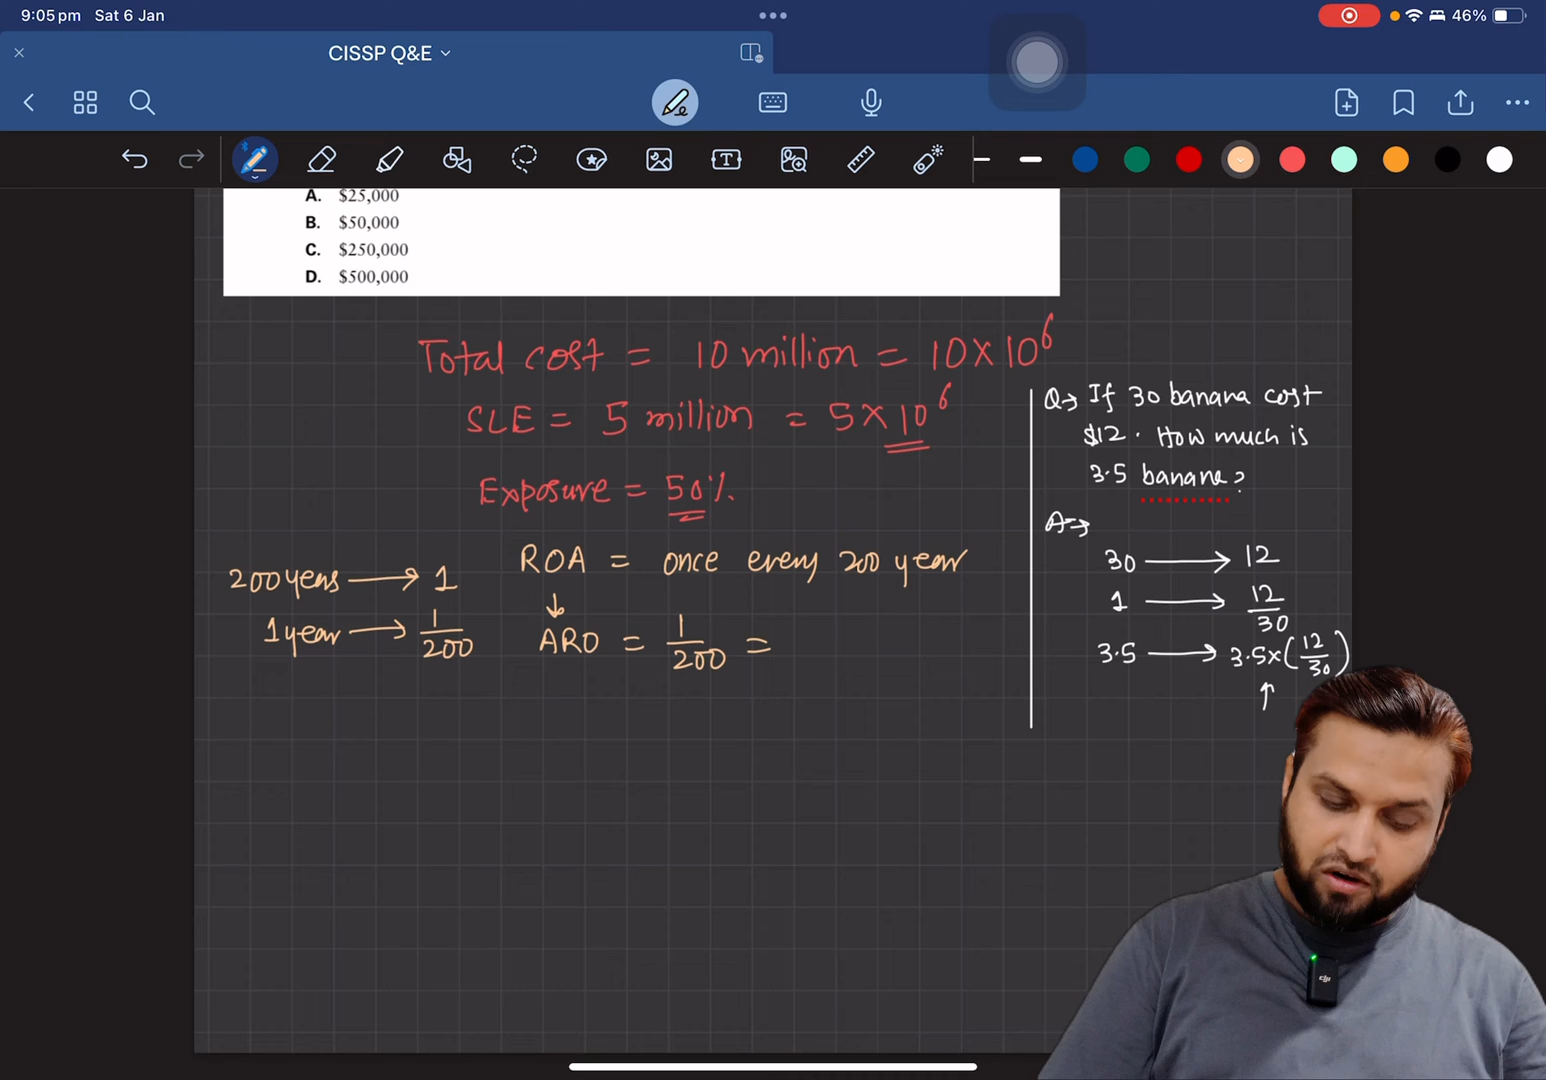 9:05 pm Sat 6 Jan
46%
CISSP Q&E
A. $25,000
B. $50,000
C. $250,000
D. $500,000
Total cost = 10 million = 10 X 10⁶
SLE = 5 million = 5 X 10⁶
Exposure = 50%
200 years → 1
1 year → 1/200
ROA = once every 200 year
↓
ARO = 1/200 =
Q→ If 30 banana cost
$12. How much is
3.5 banana?
A→
30 → 12
1 → 12/30
3.5 → 3.5x(12/30)
↑
dji